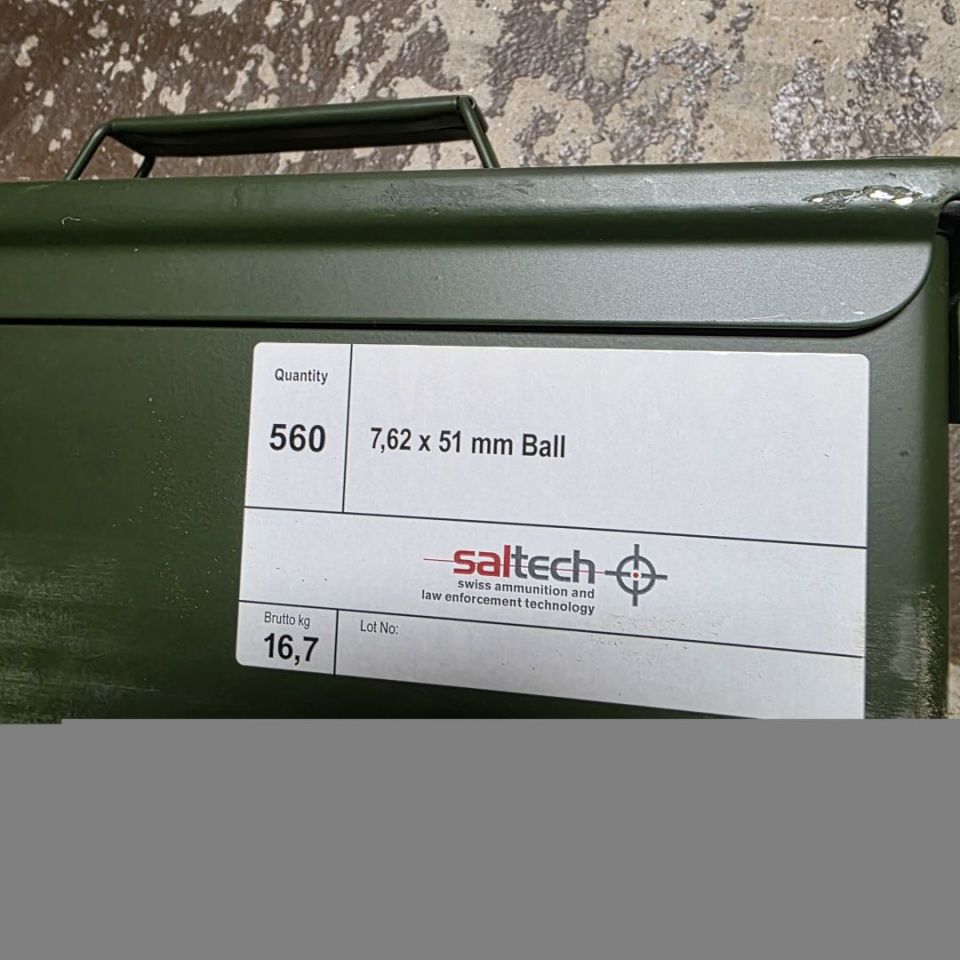 Quantity
560
7,62 x 51 mm Ball
saltech
swiss ammunition and
law enforcement technology
Brutto kg
16,7
Lot No: